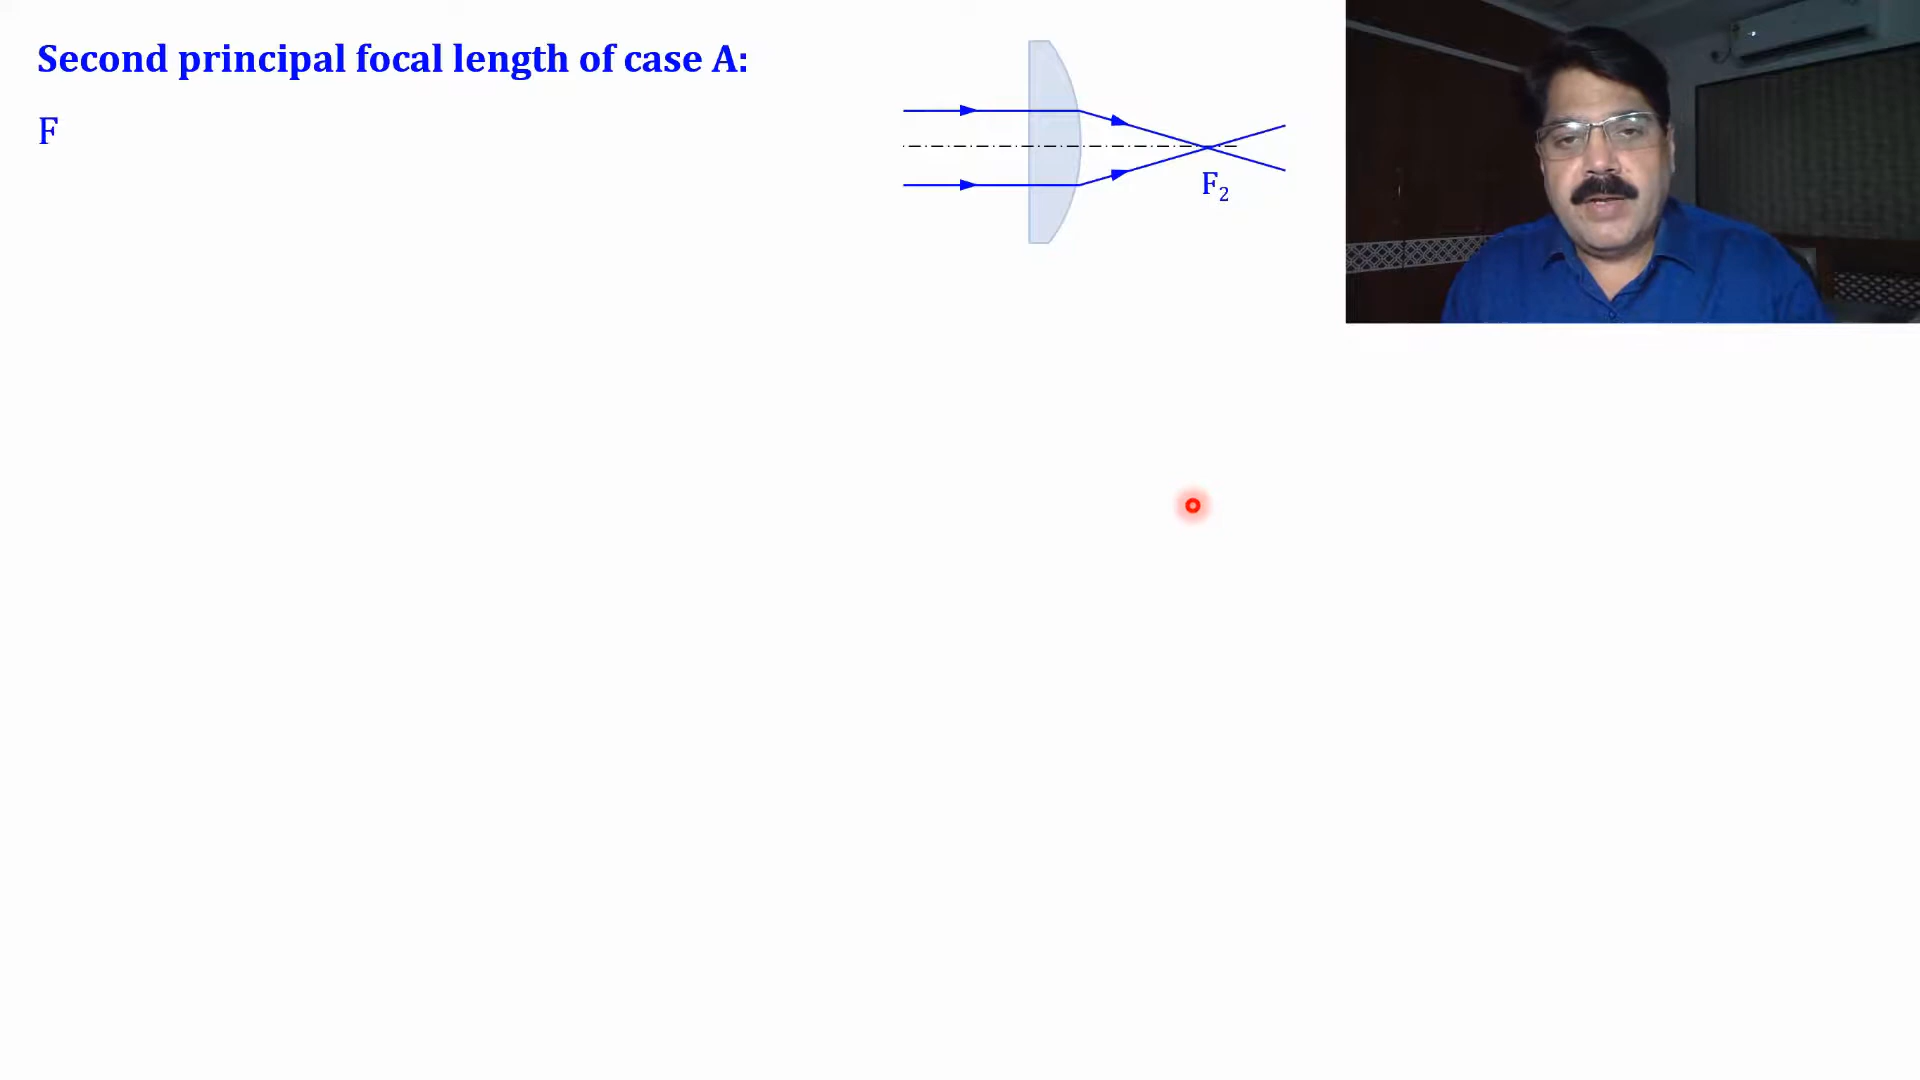 Second principal focal length of case A:
F
F₂